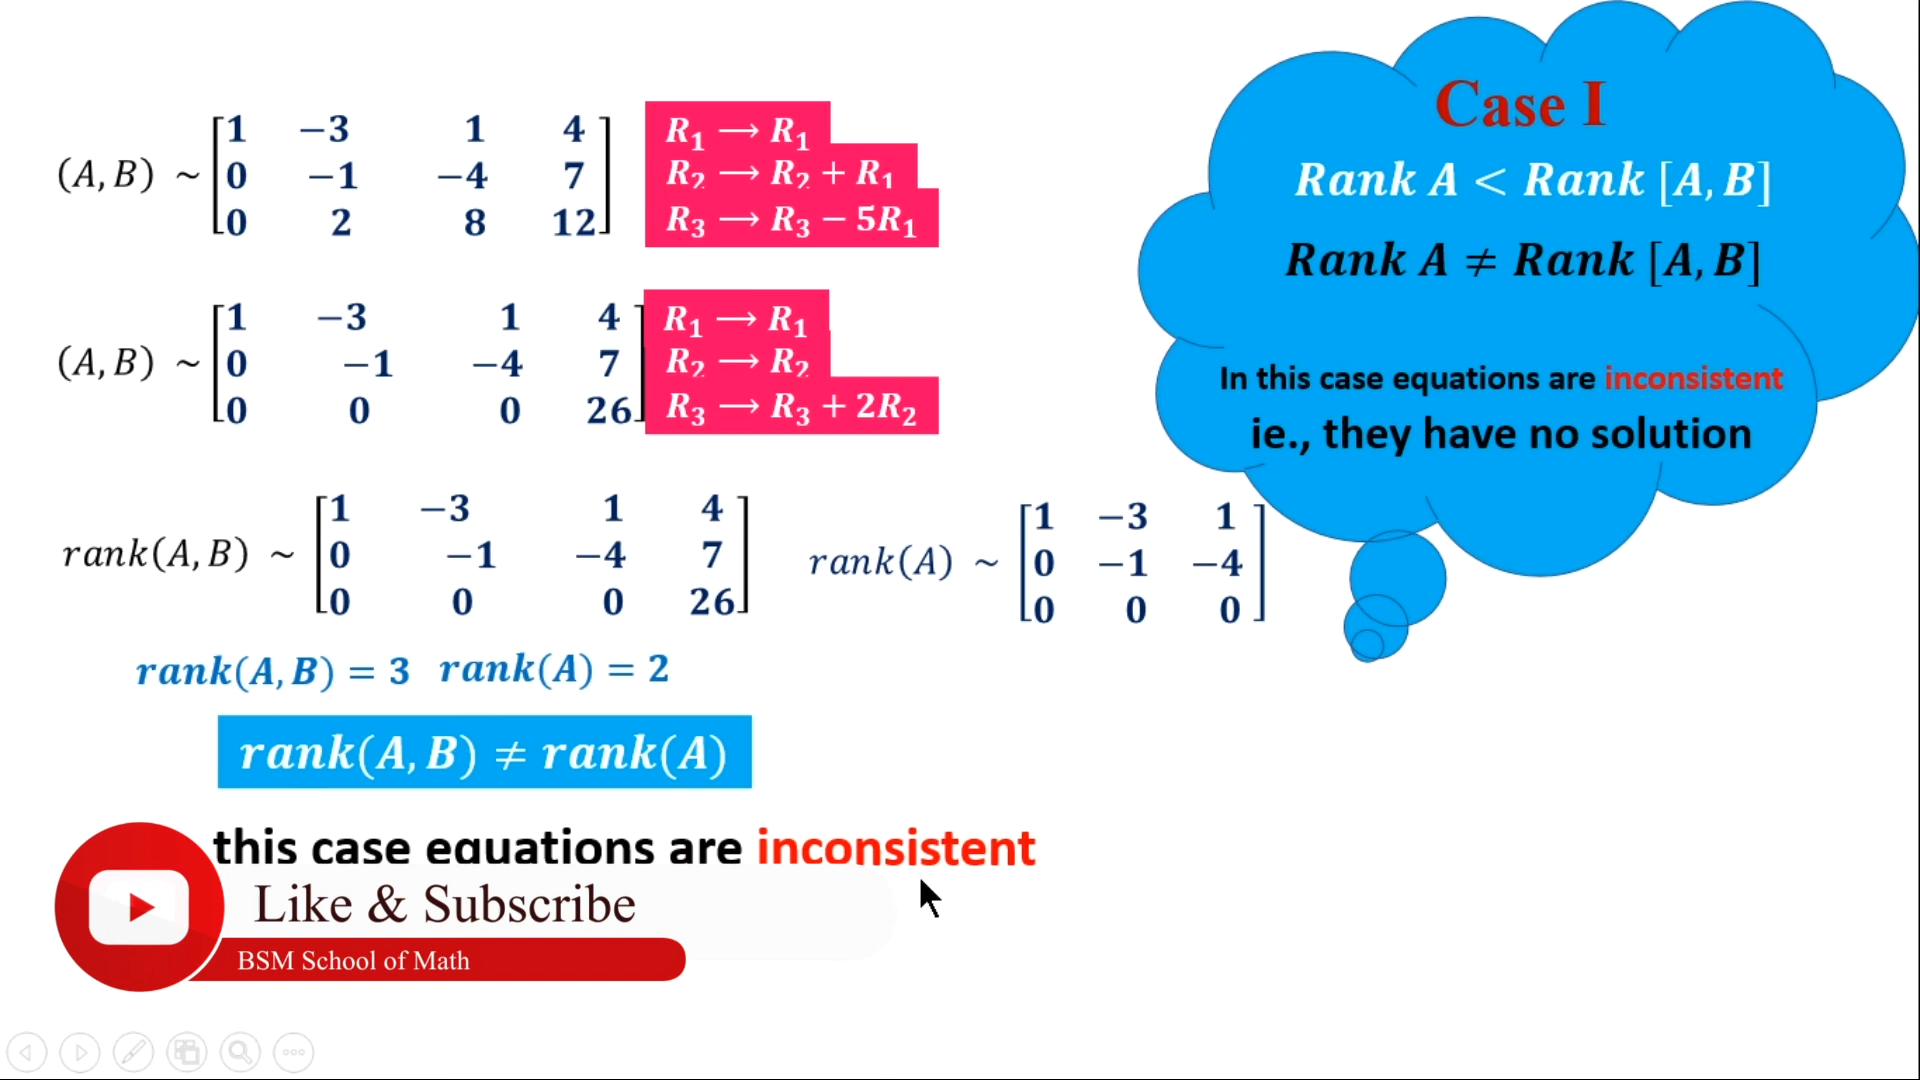 (A, B) ~ [1 −3 1 4
0 −1 −4 7
0 2 8 12]
R₁ ⟶ R₁
R₂ ⟶ R₂ + R₁
R₃ ⟶ R₃ − 5R₁
(A, B) ~ [1 −3 1 4
0 −1 −4 7
0 0 0 26]
R₁ ⟶ R₁
R₂ ⟶ R₂
R₃ ⟶ R₃ + 2R₂
rank(A, B) ~ [1 −3 1 4
0 −1 −4 7
0 0 0 26]
rank(A) ~ [1 −3 1
0 −1 −4
0 0 0]
rank(A, B) = 3 rank(A) = 2
rank(A, B) ≠ rank(A)
this case equations are inconsistent
Like & Subscribe
BSM School of Math
Case I
Rank A < Rank [A, B]
Rank A ≠ Rank [A, B]
In this case equations are inconsistent
ie., they have no solution